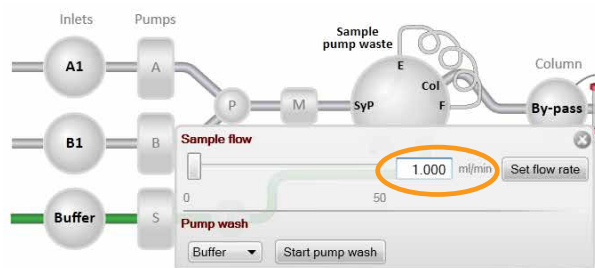 Inlets Pumps
Sample
pump waste
E
Column
A1 A
Col
P M SyP F By-pass
B1 B
Sample flow
1.000 ml/min Set flow rate
Buffer S
0 50
Pump wash
Buffer Start pump wash